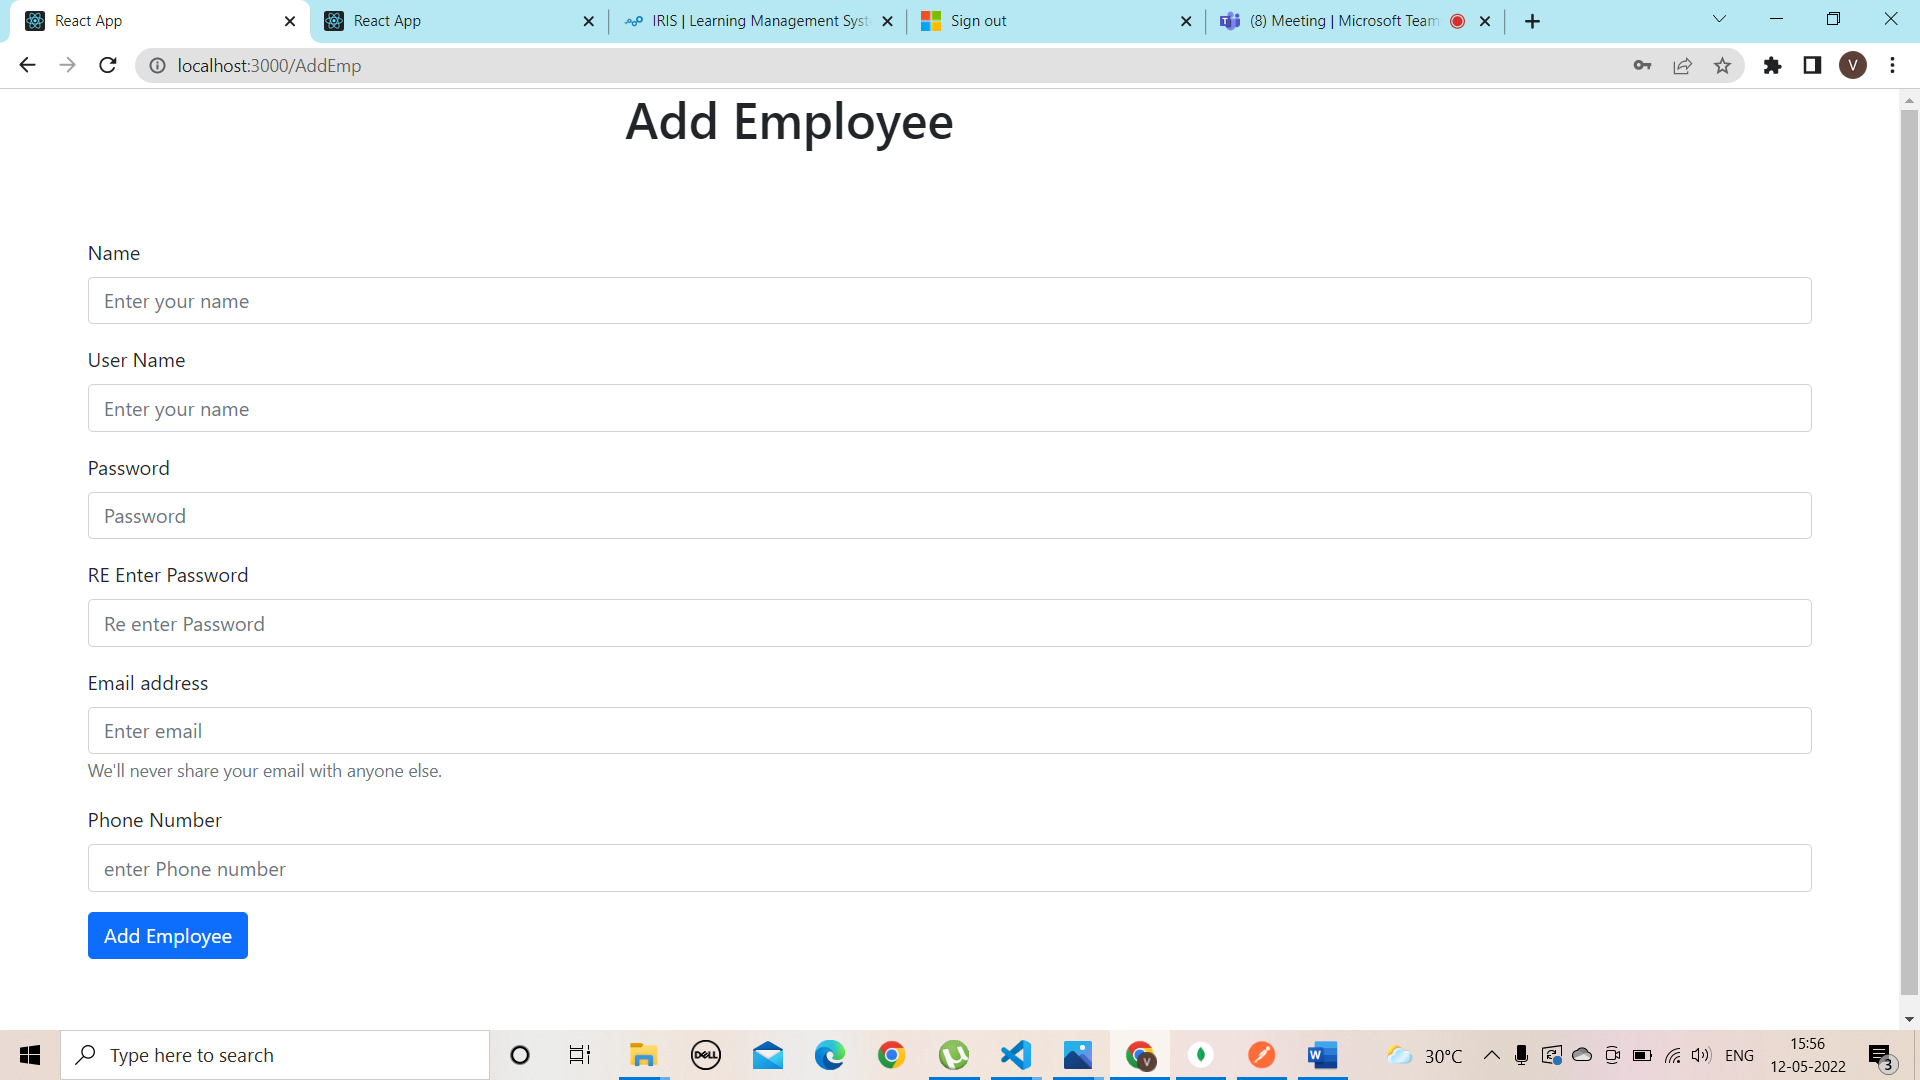 React App
React App
IRIS | Learning Management Syst
Sign out
(8) Meeting | Microsoft Team
localhost:3000/AddEmp
V
Add Employee
Name
Enter your name
User Name
Enter your name
Password
Password
RE Enter Password
Re enter Password
Email address
Enter email
We'll never share your email with anyone else.
Phone Number
enter Phone number
Add Employee
Type here to search
DELL
V
W
30°C
ENG
15:56
12-05-2022
3